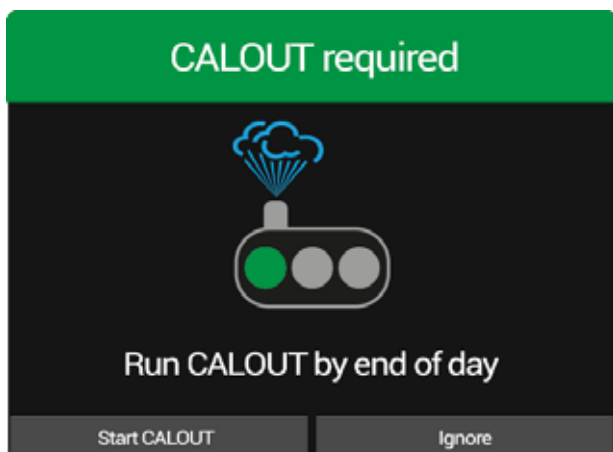 CALOUT required
Run CALOUT by end of day
Start CALOUT
Ignore